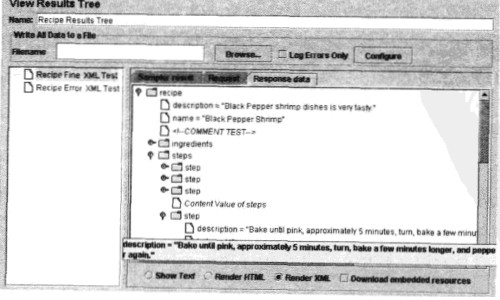 View Results Tree
Name: Recipe Results Tree
Write All Data to a File
Filename Browse... Log Errors Only Configure
Sampler result Request Response data
Recipe Fine XML Test
Recipe Error XML Test
recipe
description = "Black Pepper shrimp dishes is very tasty."
name = "Black Pepper Shrimp"
<!--COMMENT TEST-->
ingredients
steps
step
step
step
Content Value of steps
step
description = "Bake until pink, approximately 5 minutes, turn, bake a few minut
description = "Bake until pink, approximately 5 minutes, turn, bake a few minutes longer, and peppe
r again."
Show Text Render HTML Render XML Download embedded resources